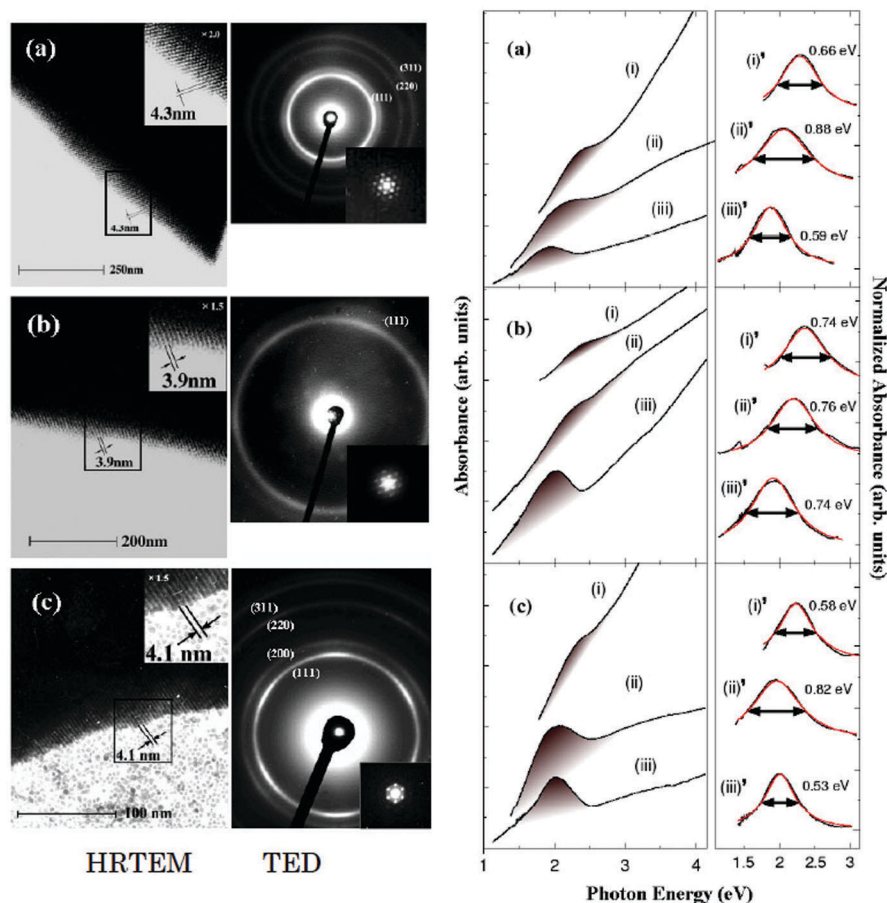 (a)
× 2.0
4.3nm
4.3nm
250nm
(311)
(220)
(111)
(b)
× 1.5
3.9nm
3.9nm
200nm
(111)
(c)
× 1.5
4.1 nm
4.1 nm
100 nm
(311)
(220)
(200)
(111)
HRTEM
TED
Absorbance (arb. units)
(a)
(i)
(ii)
(iii)
(i)'
0.66 eV
(ii)'
0.88 eV
(iii)'
0.59 eV
(b)
(i)
(ii)
(iii)
(i)'
0.74 eV
(ii)'
0.76 eV
(iii)'
0.74 eV
(c)
(i)
(ii)
(iii)
(i)'
0.58 eV
(ii)'
0.82 eV
(iii)'
0.53 eV
1 2 3 4
1.5 2 2.5 3
Photon Energy (eV)
Normalized Absorbance (arb. units)